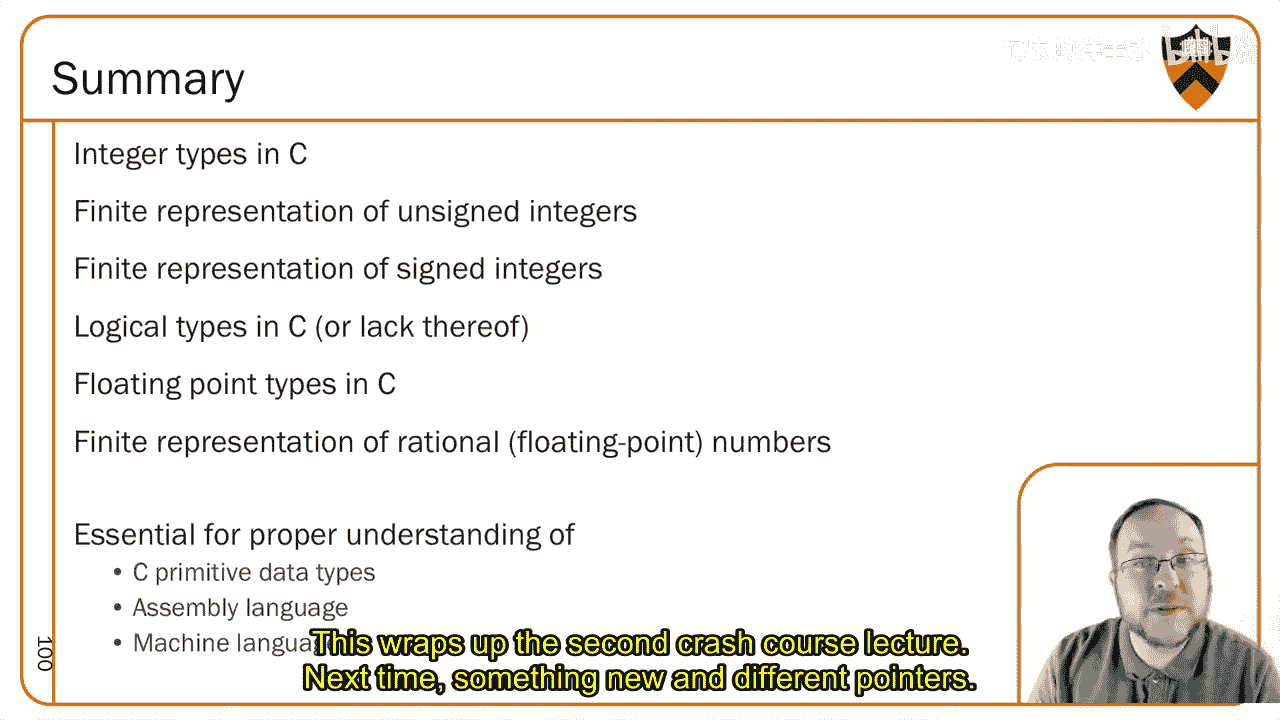 Summary
Integer types in C
Finite representation of unsigned integers
Finite representation of signed integers
Logical types in C (or lack thereof)
Floating point types in C
Finite representation of rational (floating-point) numbers
Essential for proper understanding of
• C primitive data types
• Assembly language
• Machine
This wraps up the second crash course lecture.
Next time, something new and different pointers.
100